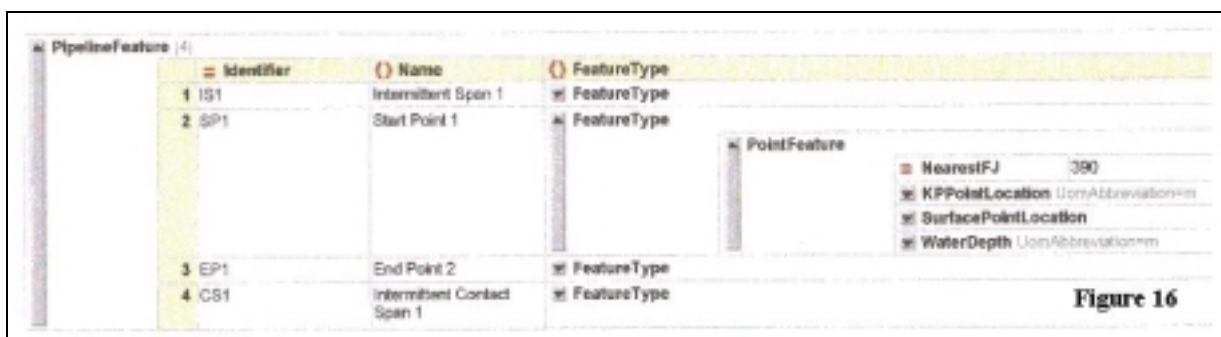 PipelineFeature (4)
= Identifier () Name () FeatureType
1 IS1 Intermittent Span 1 FeatureType
2 SP1 Start Point 1 FeatureType
PointFeature
= NearestFJ 390
KPPointLocation UomAbbreviation=m
SurfacePointLocation
WaterDepth UomAbbreviation=m
3 EP1 End Point 2 FeatureType
4 CS1 Intermittent Contact Span 1 FeatureType
Figure 16